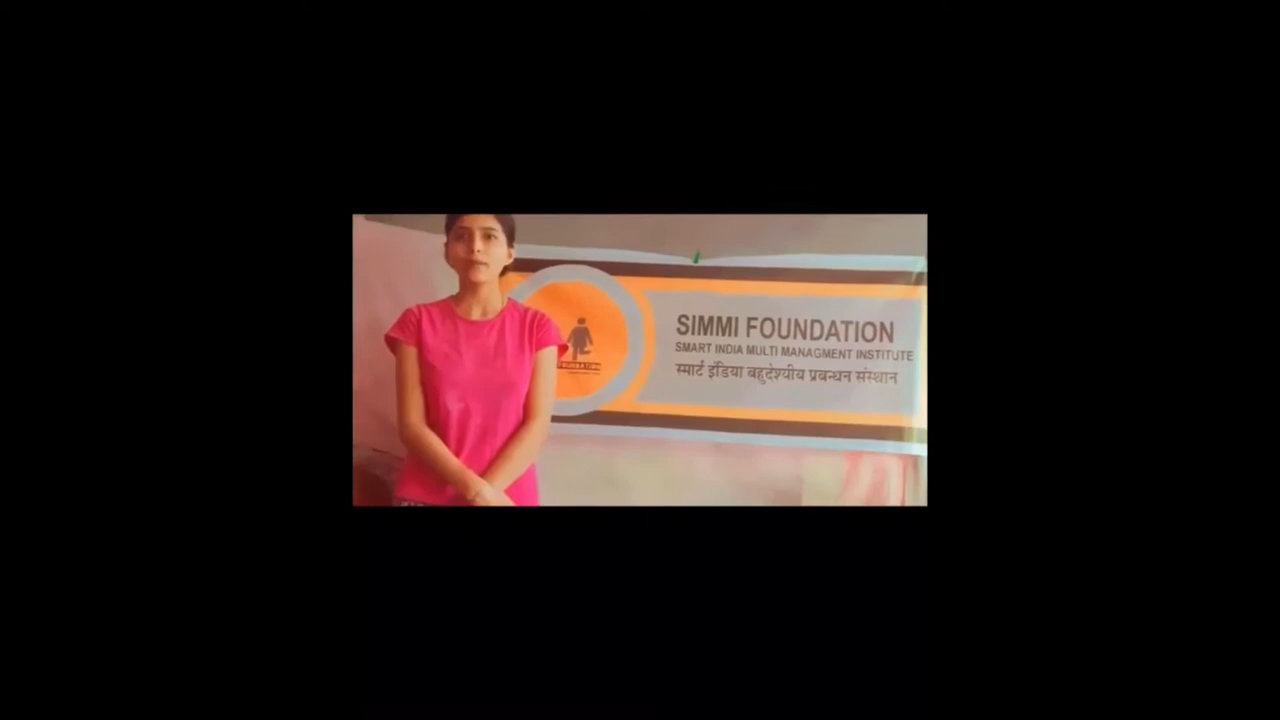 SIMMI FOUNDATION
SMART INDIA MULTI MANAGMENT INSTITUTE
स्मार्ट इंडिया बहुदेश्यीय प्रबन्धन संस्थान